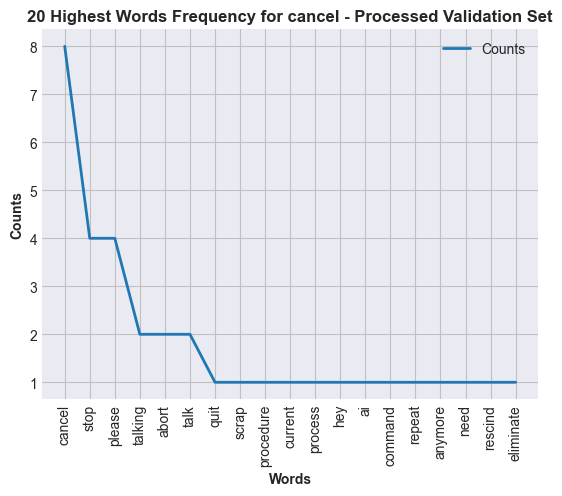 20 Highest Words Frequency for cancel - Processed Validation Set
Counts
8
7
6
5
4
3
2
1
Counts
cancel
stop
please
talking
abort
talk
quit
scrap
procedure
current
process
hey
ai
command
repeat
anymore
need
rescind
eliminate
Words